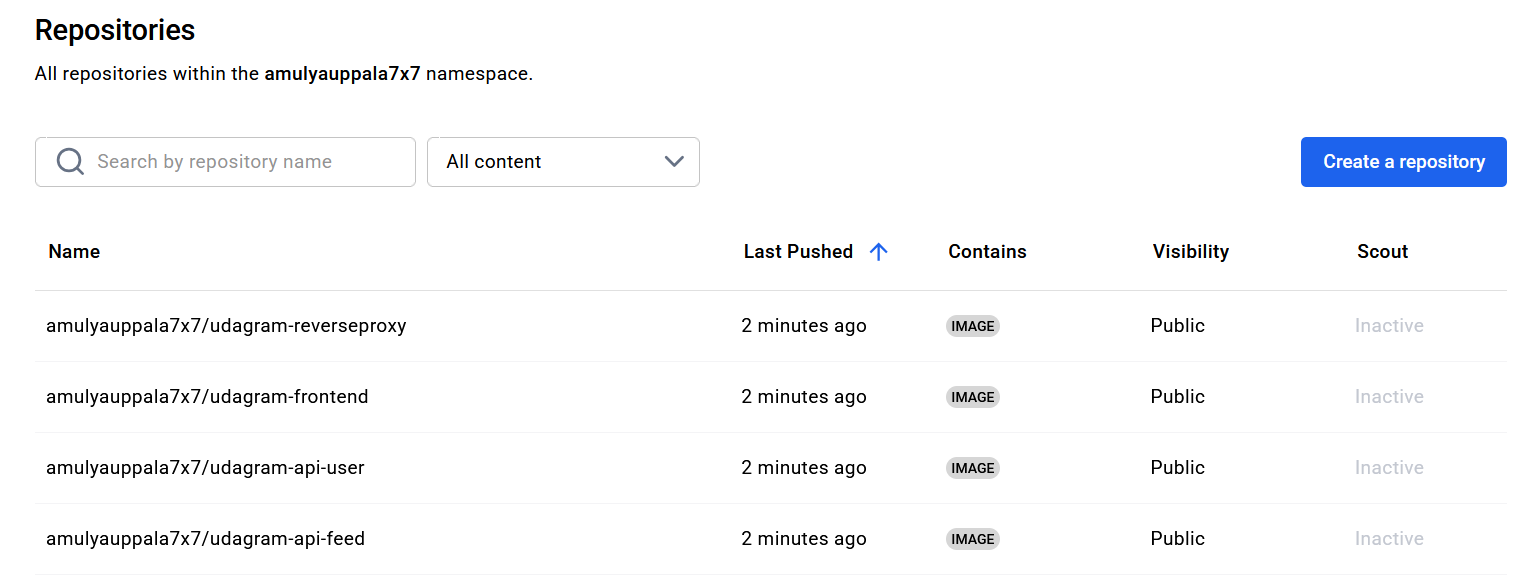 Repositories
All repositories within the amulyauppala7x7 namespace.
Search by repository name All content Create a repository
Name Last Pushed Contains Visibility Scout
amulyauppala7x7/udagram-reverseproxy 2 minutes ago IMAGE Public Inactive
amulyauppala7x7/udagram-frontend 2 minutes ago IMAGE Public Inactive
amulyauppala7x7/udagram-api-user 2 minutes ago IMAGE Public Inactive
amulyauppala7x7/udagram-api-feed 2 minutes ago IMAGE Public Inactive